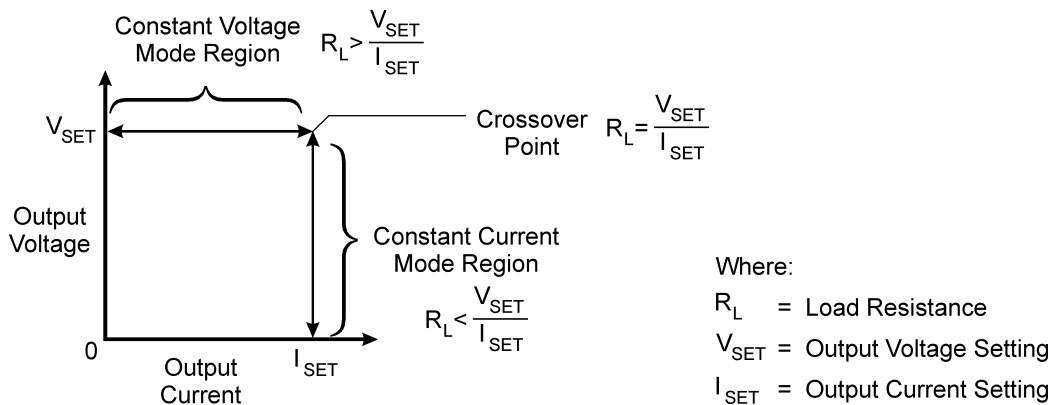 Constant Voltage
Mode Region
R_L > V_SET / I_SET
V_SET
Crossover
Point
R_L = V_SET / I_SET
Output
Voltage
Constant Current
Mode Region
R_L < V_SET / I_SET
0
Output
Current
I_SET
Where:
R_L = Load Resistance
V_SET = Output Voltage Setting
I_SET = Output Current Setting